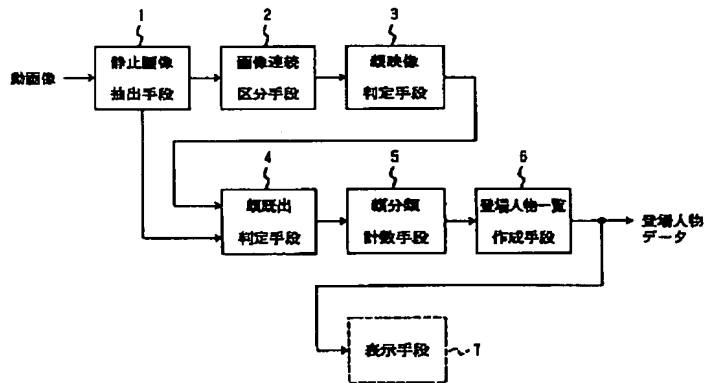 1
2
3
動画像
静止画像
抽出手段
画像連続
区分手段
顔映像
判定手段
4
5
6
顔既出
判定手段
顔分類
計数手段
登場人物一覧
作成手段
登場人物
データ
表示手段
7